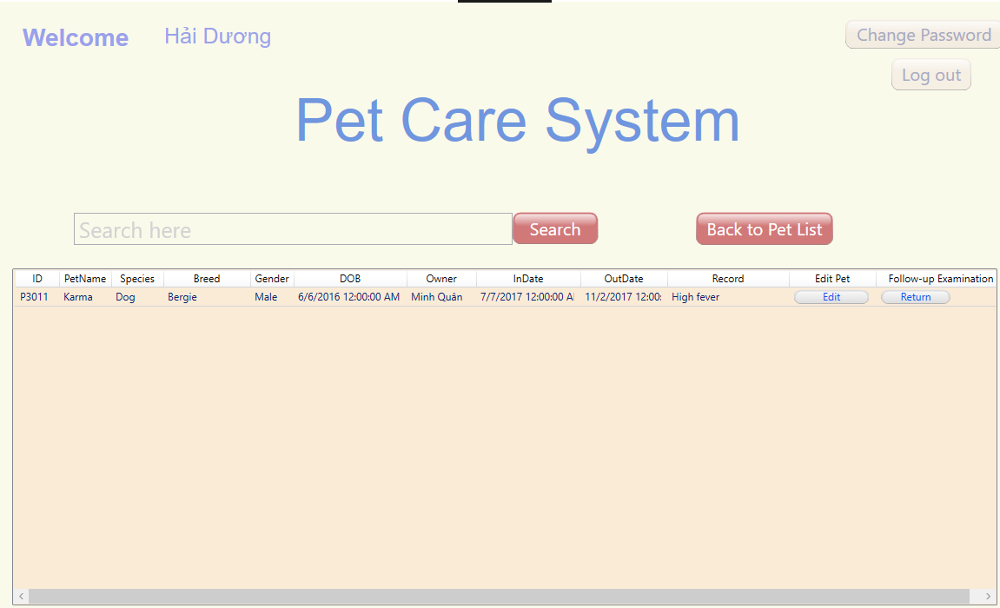 Welcome Hải Dương Change Password
Log out
Pet Care System
Search here Search Back to Pet List
ID PetName Species Breed Gender DOB Owner InDate OutDate Record Edit Pet Follow-up Examination
P3011 Karma Dog Bergie Male 6/6/2016 12:00:00 AM Minh Quân 7/7/2017 12:00:00 11/2/2017 12:00: High fever Edit Return